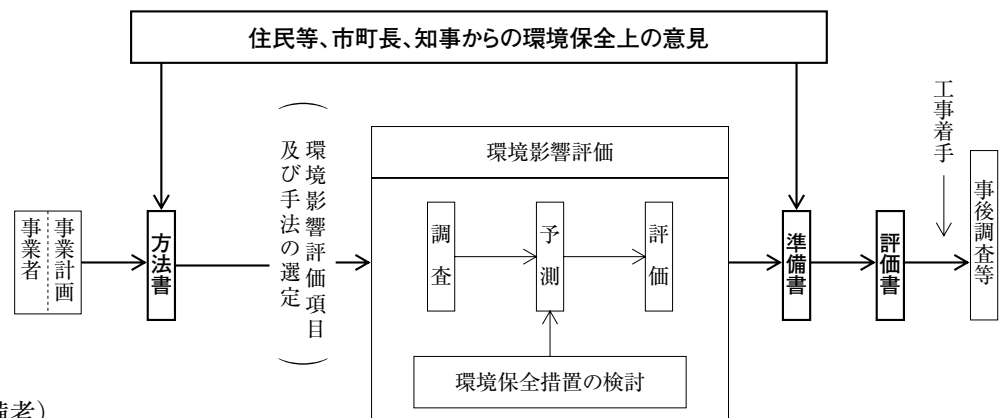 住民等、市町長、知事からの環境保全上の意見
事業者
事業計画
方法書
環境影響評価項目
及び手法の選定
環境影響評価
調査
予測
評価
環境保全措置の検討
準備書
評価書
工事着手
事後調査等
備考)